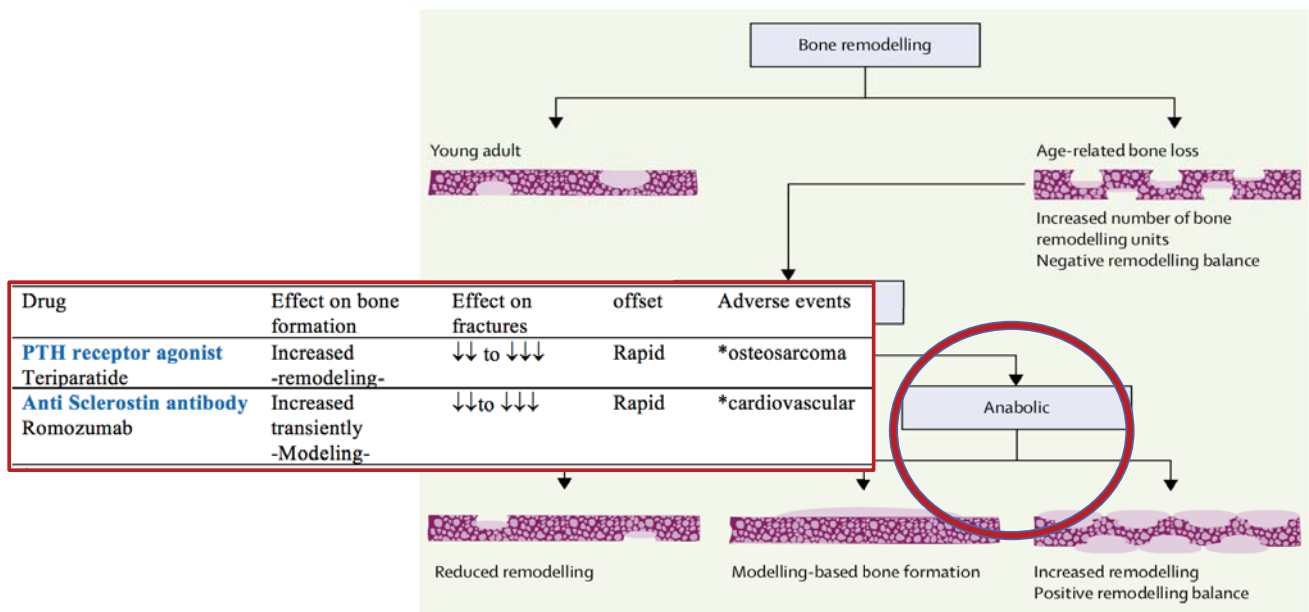 Bone remodelling
Young adult
Age-related bone loss
Increased number of bone
remodelling units
Negative remodelling balance
Drug Effect on bone formation Effect on fractures offset Adverse events
PTH receptor agonist Teriparatide Increased -remodeling- ↓↓ to ↓↓↓ Rapid *osteosarcoma
Anti Sclerostin antibody Romozumab Increased transiently -Modeling- ↓↓to ↓↓↓ Rapid *cardiovascular
Anabolic
Reduced remodelling
Modelling-based bone formation
Increased remodelling
Positive remodelling balance